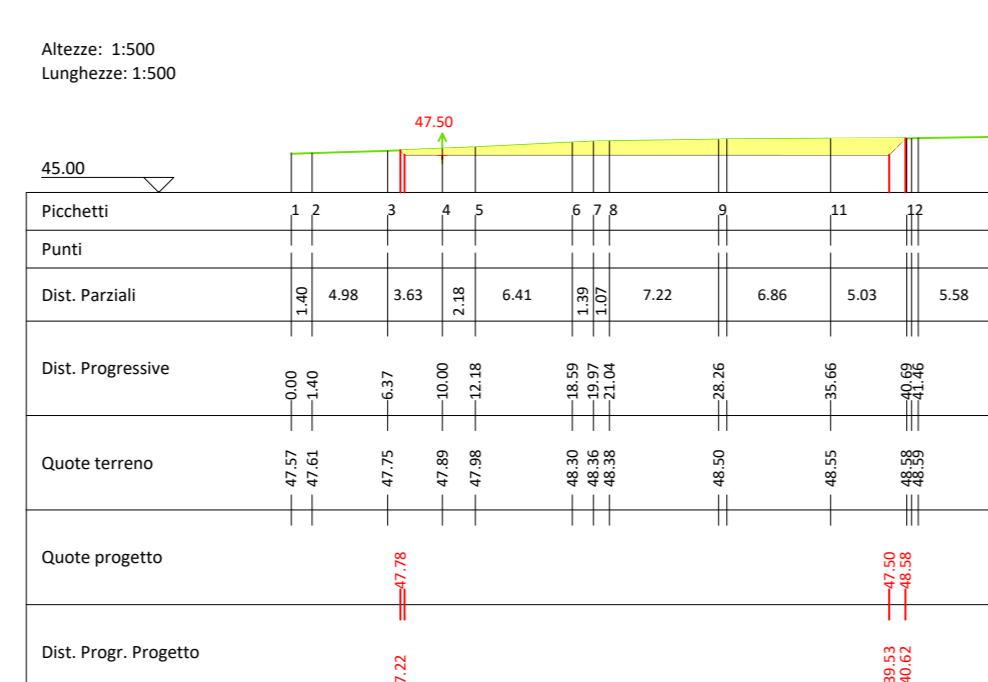 Altezze: 1:500
Lunghezze: 1:500
47.50
45.00
Picchetti 1 2 3 4 5 6 7 8 9 11 12
Punti
Dist. Parziali 1.40 4.98 3.63 2.18 6.41 1.39 1.07 7.22 6.86 5.03 5.58
Dist. Progressive 0.00 1.40 6.37 10.00 12.18 18.59 19.97 21.04 28.26 35.66 40.69 41.46
Quote terreno 47.57 47.61 47.75 47.89 47.98 48.30 48.36 48.38 48.50 48.55 48.58 48.59
Quote progetto 47.78 47.50 48.58
Dist. Progr. Progetto 7.22 39.53 40.62